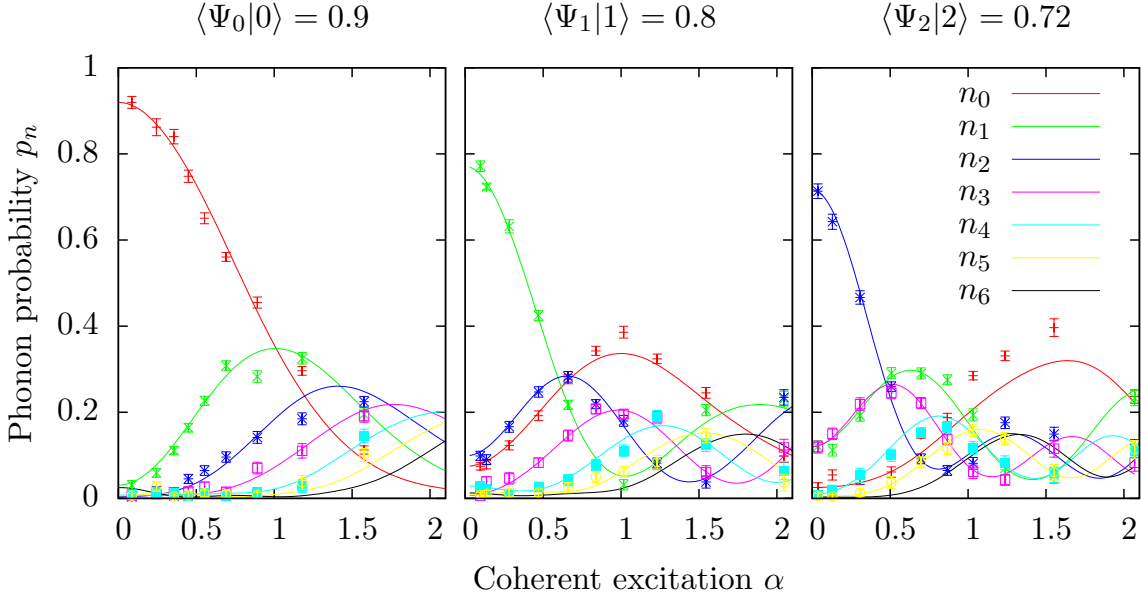 ⟨Ψ₀|0⟩ = 0.9
⟨Ψ₁|1⟩ = 0.8
⟨Ψ₂|2⟩ = 0.72
Phonon probability pₙ
1
0.8
0.6
0.4
0.2
0
0 0.5 1 1.5 2
0 0.5 1 1.5 2
0 0.5 1 1.5 2
n₀
n₁
n₂
n₃
n₄
n₅
n₆
Coherent excitation α